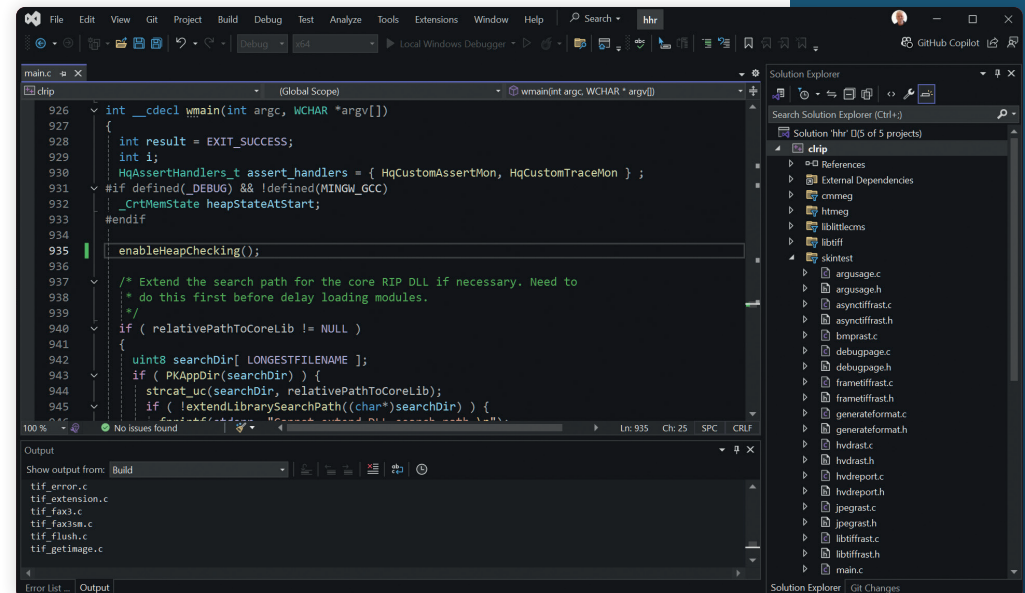 File Edit View Git Project Build Debug Test Analyze Tools Extensions Window Help Search hhr
Debug x64 Local Windows Debugger GitHub Copilot
main.c
clrip (Global Scope) wmain(int argc, WCHAR * argv[])
926 int __cdecl wmain(int argc, WCHAR *argv[])
927 {
928 int result = EXIT_SUCCESS;
929 int i;
930 HqAssertHandlers_t assert_handlers = { HqCustomAssertMon, HqCustomTraceMon } ;
931 #if defined(_DEBUG) && !defined(MINGW_GCC)
932 _CrtMemState heapStateAtStart;
933 #endif
934
935 enableHeapChecking();
936
937 /* Extend the search path for the core RIP DLL if necessary. Need to
938 * do this first before delay loading modules.
939 */
940 if ( relativePathToCoreLib != NULL )
941 {
942 uint8 searchDir[ LONGESTFILENAME ];
943 if ( PKAppDir(searchDir) ) {
944 strcat_uc(searchDir, relativePathToCoreLib);
945 if ( !extendLibrarySearchPath((char*)searchDir) ) {
100 % No issues found Ln: 935 Ch: 25 SPC CRLF
Output
Show output from: Build
tif_error.c
tif_extension.c
tif_fax3.c
tif_fax3sm.c
tif_flush.c
tif_getimage.c
Error List ... Output
Solution Explorer
Search Solution Explorer (Ctrl+;)
Solution 'hhr' (5 of 5 projects)
clrip
References
External Dependencies
cmmeg
htmeg
liblittlecms
libtiff
skintest
argusage.c
argusage.h
asynctiffrast.c
asynctiffrast.h
bmprast.c
debugpage.c
debugpage.h
frametiffrast.c
frametiffrast.h
generateformat.c
generateformat.h
hvdrast.c
hvdrast.h
hvdreport.c
hvdreport.h
jpegrast.c
jpegrast.h
libtiffrast.c
libtiffrast.h
main.c
Solution Explorer Git Changes